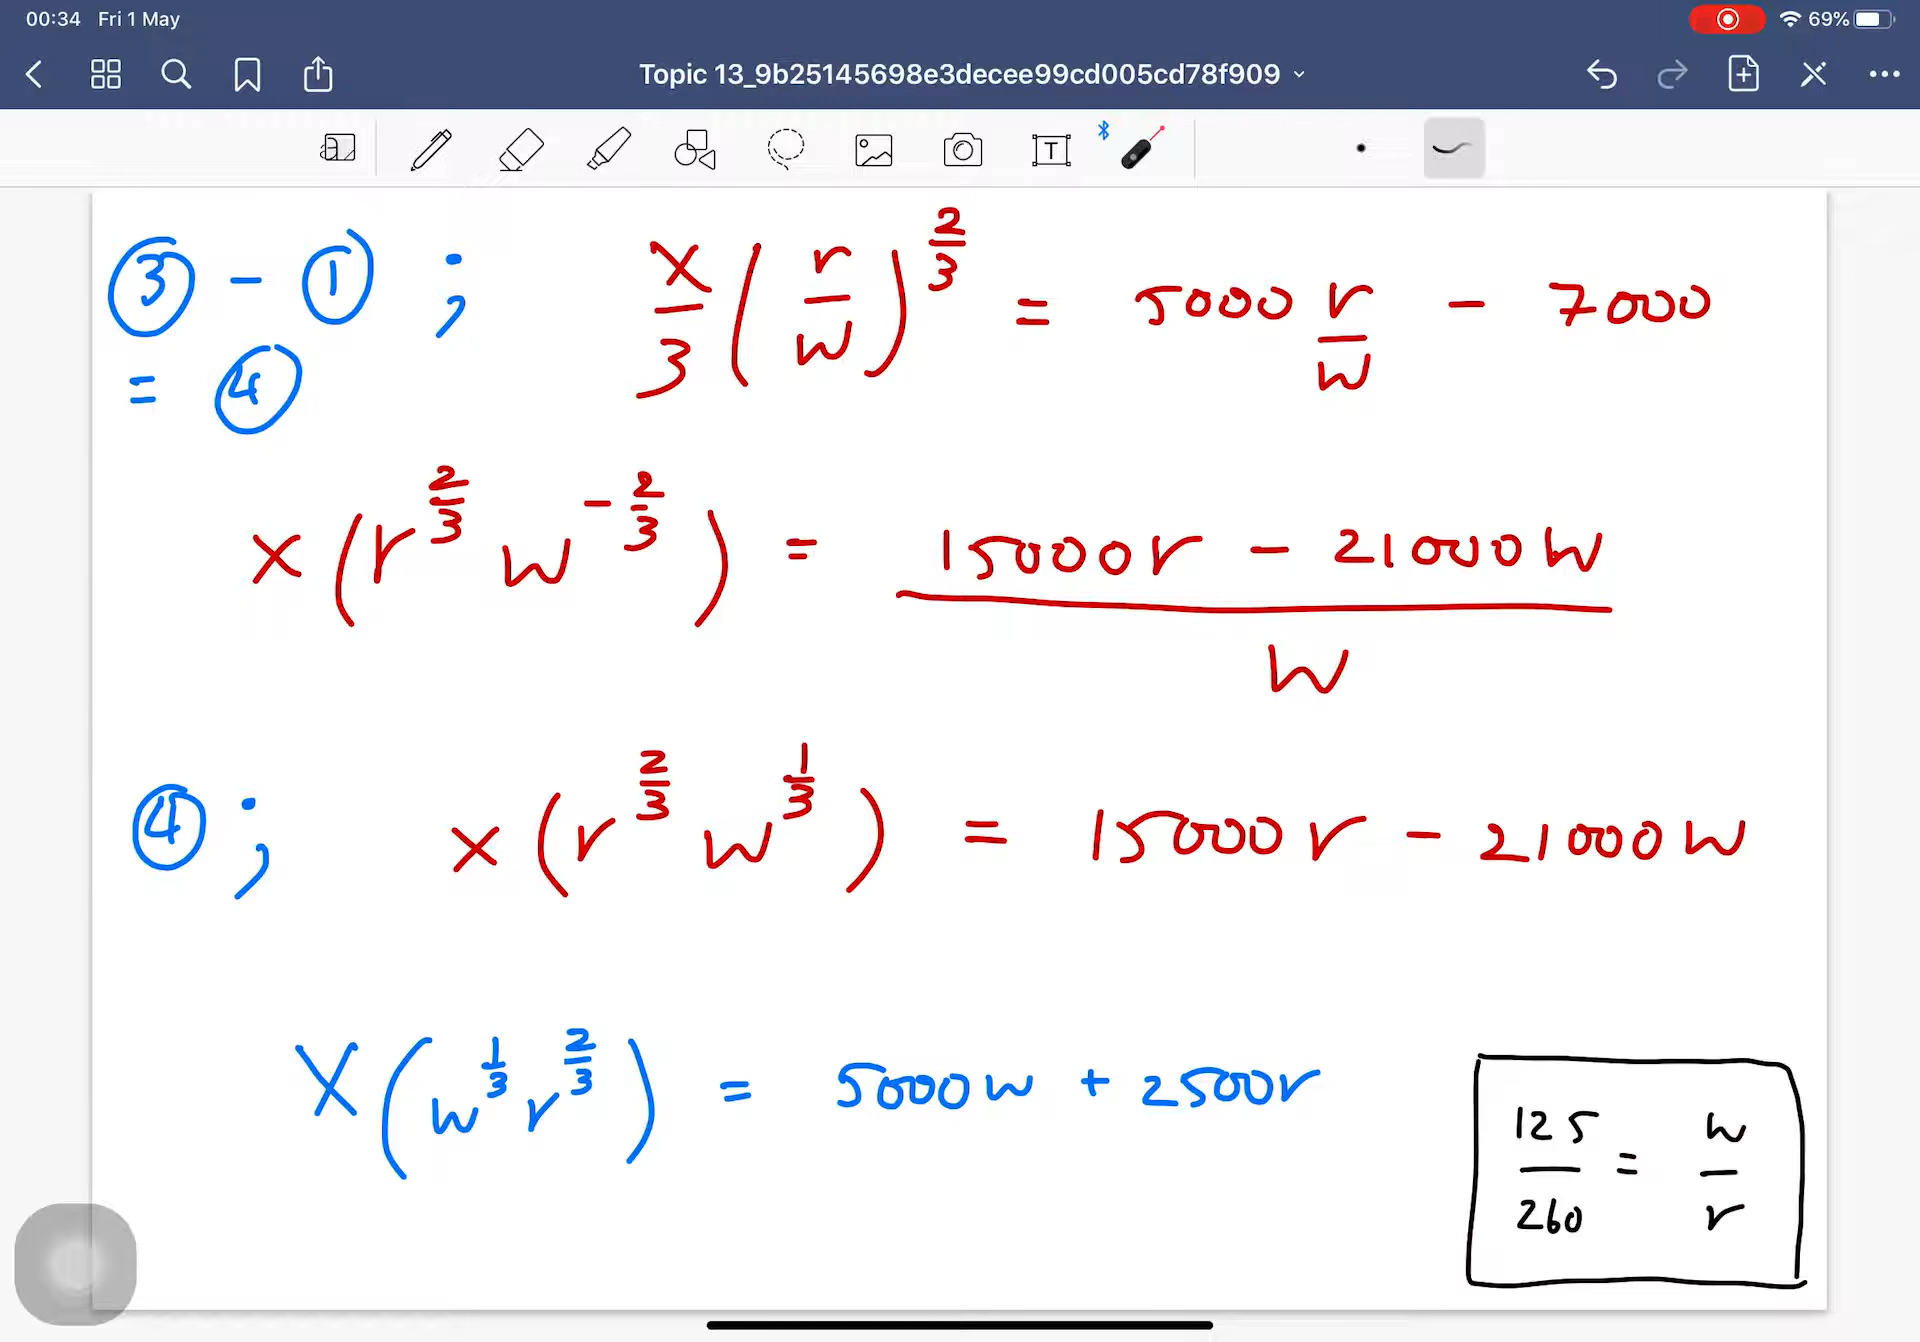 00:34 Fri 1 May 69%
Topic 13_9b25145698e3decee99cd005cd78f909
a T
③ - ① ; x/3 (r/w)^2/3 = 5000 r/w - 7000
= ④
x (r^2/3 w^-2/3) = (15000r - 21000w)/w
④ ; x (r^2/3 w^1/3) = 15000r - 21000w
X (w^1/3 r^2/3) = 5000w + 2500r
125/260 = w/r